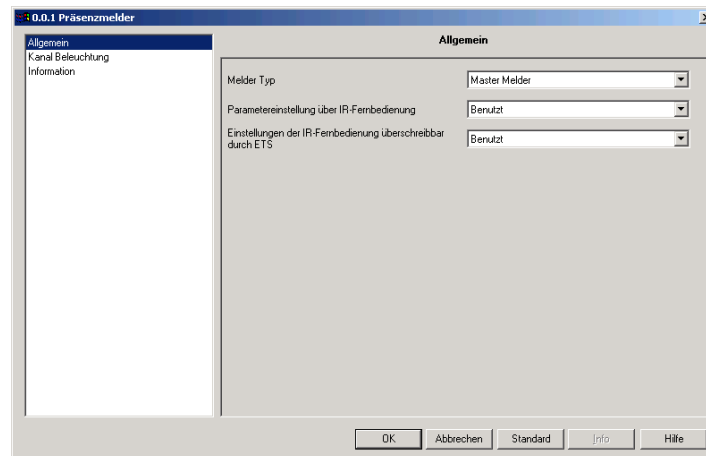 0.0.1 Präsenzmelder
Allgemein
Kanal Beleuchtung
Information
Allgemein
Melder Typ
Master Melder
Parametereinstellung über IR-Fernbedienung
Benutzt
Einstellungen der IR-Fernbedienung überschreibbar
durch ETS
Benutzt
OK
Abbrechen
Standard
Info
Hilfe